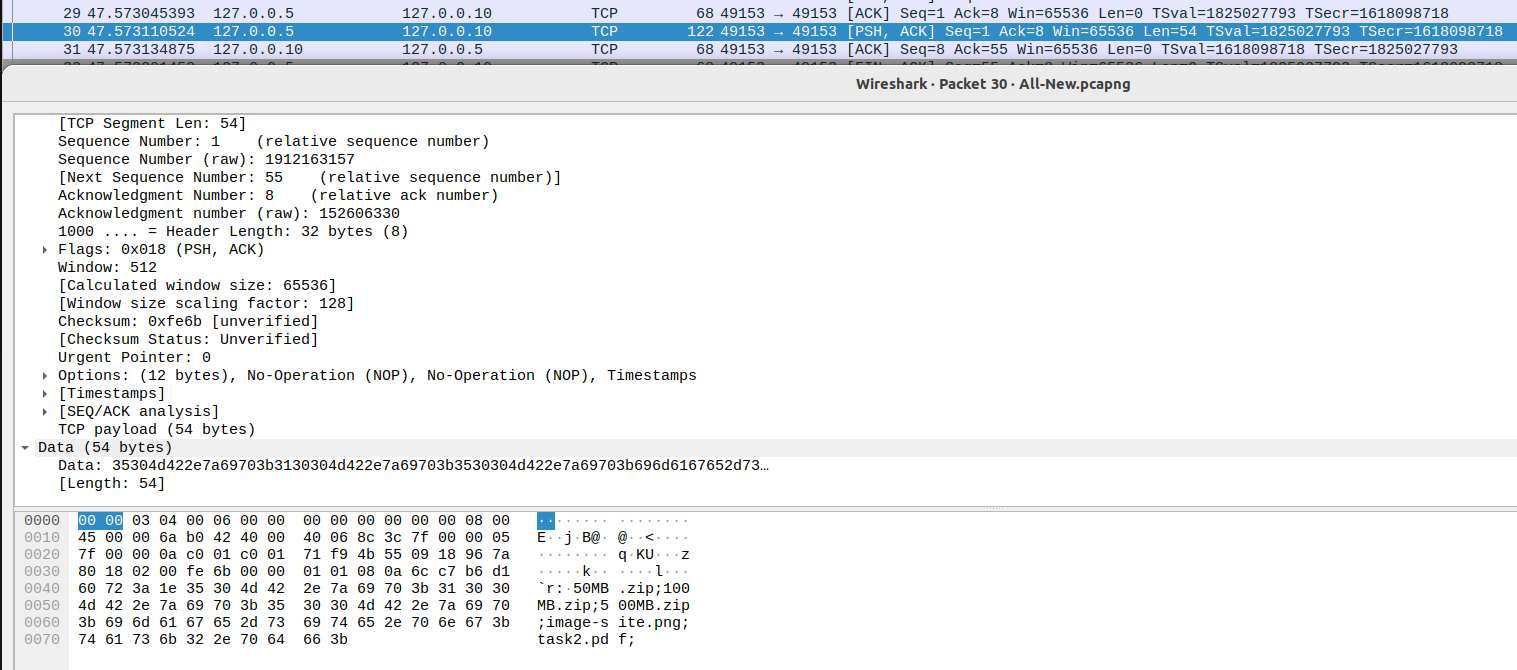 29 47.573045393 127.0.0.5 127.0.0.10 TCP 68 49153 → 49153 [ACK] Seq=1 Ack=8 Win=65536 Len=0 TSval=1825027793 TSecr=1618098718
30 47.573110524 127.0.0.5 127.0.0.10 TCP 122 49153 → 49153 [PSH, ACK] Seq=1 Ack=8 Win=65536 Len=54 TSval=1825027793 TSecr=1618098718
31 47.573134875 127.0.0.10 127.0.0.5 TCP 68 49153 → 49153 [ACK] Seq=8 Ack=55 Win=65536 Len=0 TSval=1618098718 TSecr=1825027793
Wireshark · Packet 30 · All-New.pcapng
[TCP Segment Len: 54]
Sequence Number: 1 (relative sequence number)
Sequence Number (raw): 1912163157
[Next Sequence Number: 55 (relative sequence number)]
Acknowledgment Number: 8 (relative ack number)
Acknowledgment number (raw): 152606330
1000 .... = Header Length: 32 bytes (8)
Flags: 0x018 (PSH, ACK)
Window: 512
[Calculated window size: 65536]
[Window size scaling factor: 128]
Checksum: 0xfe6b [unverified]
[Checksum Status: Unverified]
Urgent Pointer: 0
Options: (12 bytes), No-Operation (NOP), No-Operation (NOP), Timestamps
[Timestamps]
[SEQ/ACK analysis]
TCP payload (54 bytes)
Data (54 bytes)
Data: 35304d422e7a69703b3130304d422e7a69703b3530304d422e7a69703b696d6167652d73…
[Length: 54]
0000 00 00 03 04 00 06 00 00 00 00 00 00 00 00 08 00 ········ ········
0010 45 00 00 6a b0 42 40 00 40 06 8c 3c 7f 00 00 05 E··j·B@· @··<····
0020 7f 00 00 0a c0 01 c0 01 71 f9 4b 55 09 18 96 7a ········ q·KU···z
0030 80 18 02 00 fe 6b 00 00 01 01 08 0a 6c c7 b6 d1 ·····k·· ····l···
0040 60 72 3a 1e 35 30 4d 42 2e 7a 69 70 3b 31 30 30 `r:·50MB .zip;100
0050 4d 42 2e 7a 69 70 3b 35 30 30 4d 42 2e 7a 69 70 MB.zip;5 00MB.zip
0060 3b 69 6d 61 67 65 2d 73 69 74 65 2e 70 6e 67 3b ;image-s ite.png;
0070 74 61 73 6b 32 2e 70 64 66 3b task2.pd f;